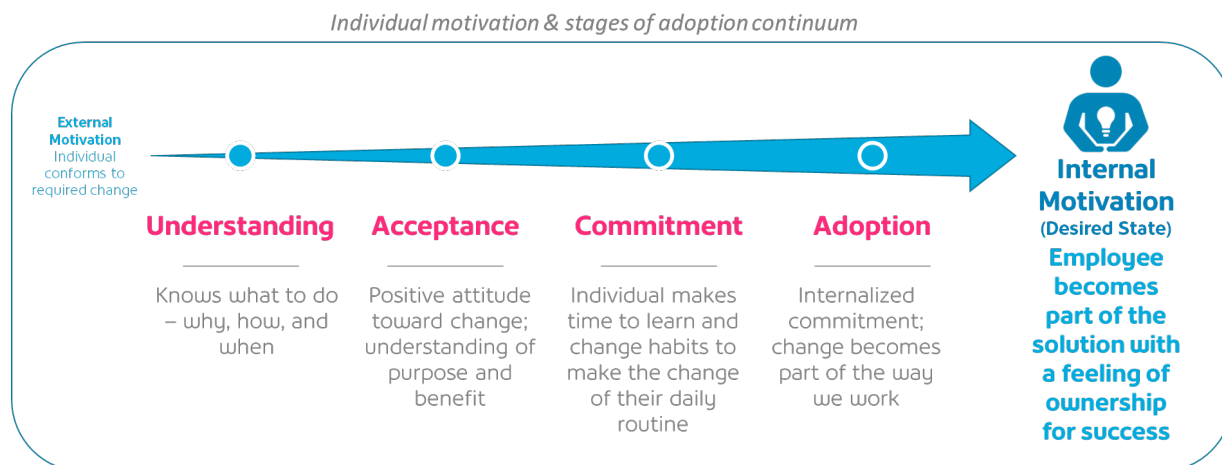 Individual motivation & stages of adoption continuum
External
Motivation
Individual
conforms to
required change
Understanding
Knows what to do
– why, how, and
when
Acceptance
Positive attitude
toward change;
understanding of
purpose and
benefit
Commitment
Individual makes
time to learn and
change habits to
make the change
of their daily
routine
Adoption
Internalized
commitment;
change becomes
part of the way
we work
Internal
Motivation
(Desired State)
Employee
becomes
part of the
solution with
a feeling of
ownership
for success